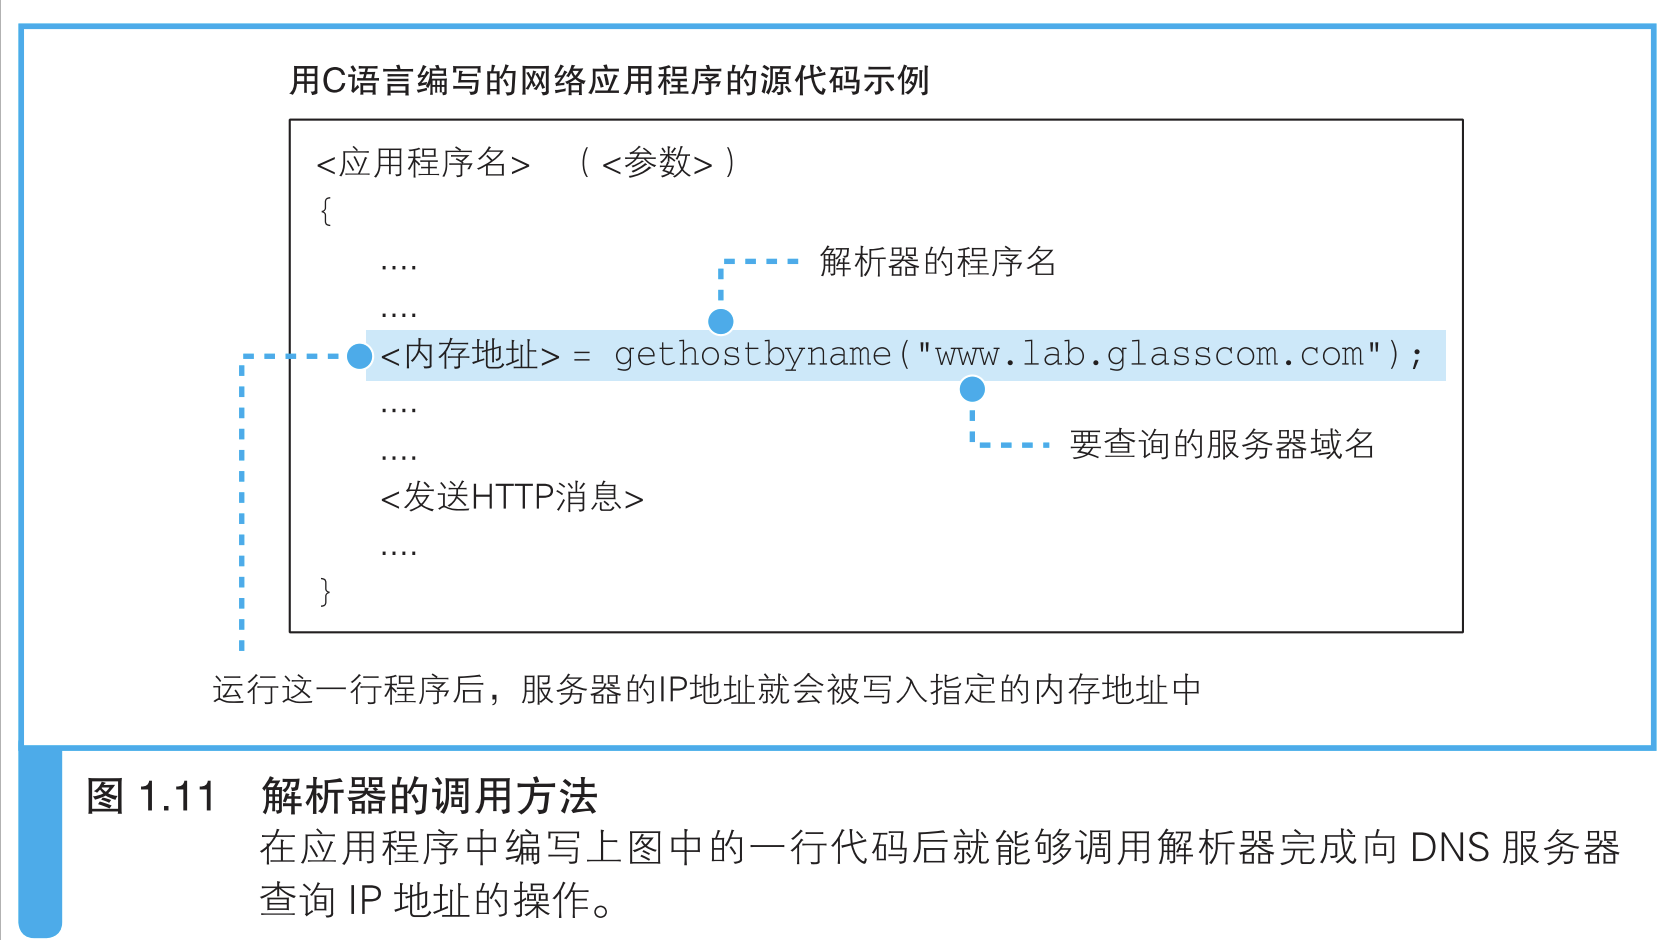 用C语言编写的网络应用程序的源代码示例
<应用程序名> （<参数>）
{
....
解析器的程序名
....
<内存地址> = gethostbyname("www.lab.glasscom.com");
....
要查询的服务器域名
....
<发送HTTP消息>
....
}
运行这一行程序后，服务器的IP地址就会被写入指定的内存地址中
图 1.11 解析器的调用方法
在应用程序中编写上图中的一行代码后就能够调用解析器完成向 DNS 服务器
查询 IP 地址的操作。